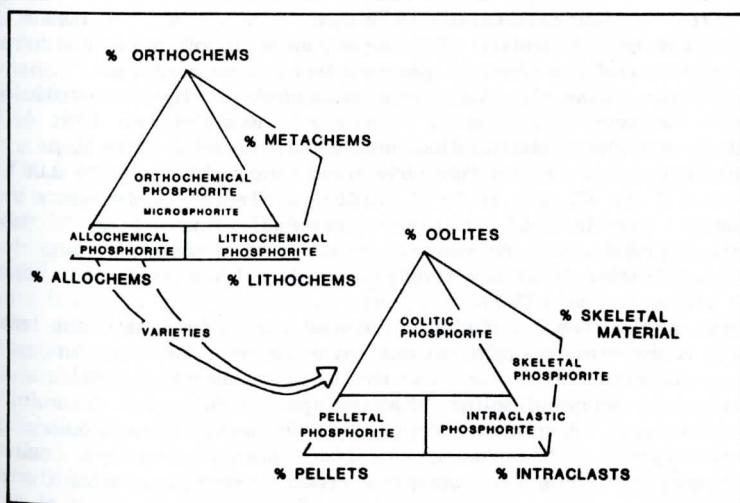 % ORTHOCHEMS
% METACHEMS
ORTHOCHEMICAL
PHOSPHORITE
MICROSPHORITE
ALLOCHEMICAL
PHOSPHORITE
LITHOCHEMICAL
PHOSPHORITE
% ALLOCHEMS
% LITHOCHEMS
VARIETIES
% OOLITES
% SKELETAL
MATERIAL
OOLITIC
PHOSPHORITE
SKELETAL
PHOSPHORITE
PELLETAL
PHOSPHORITE
INTRACLASTIC
PHOSPHORITE
% PELLETS
% INTRACLASTS